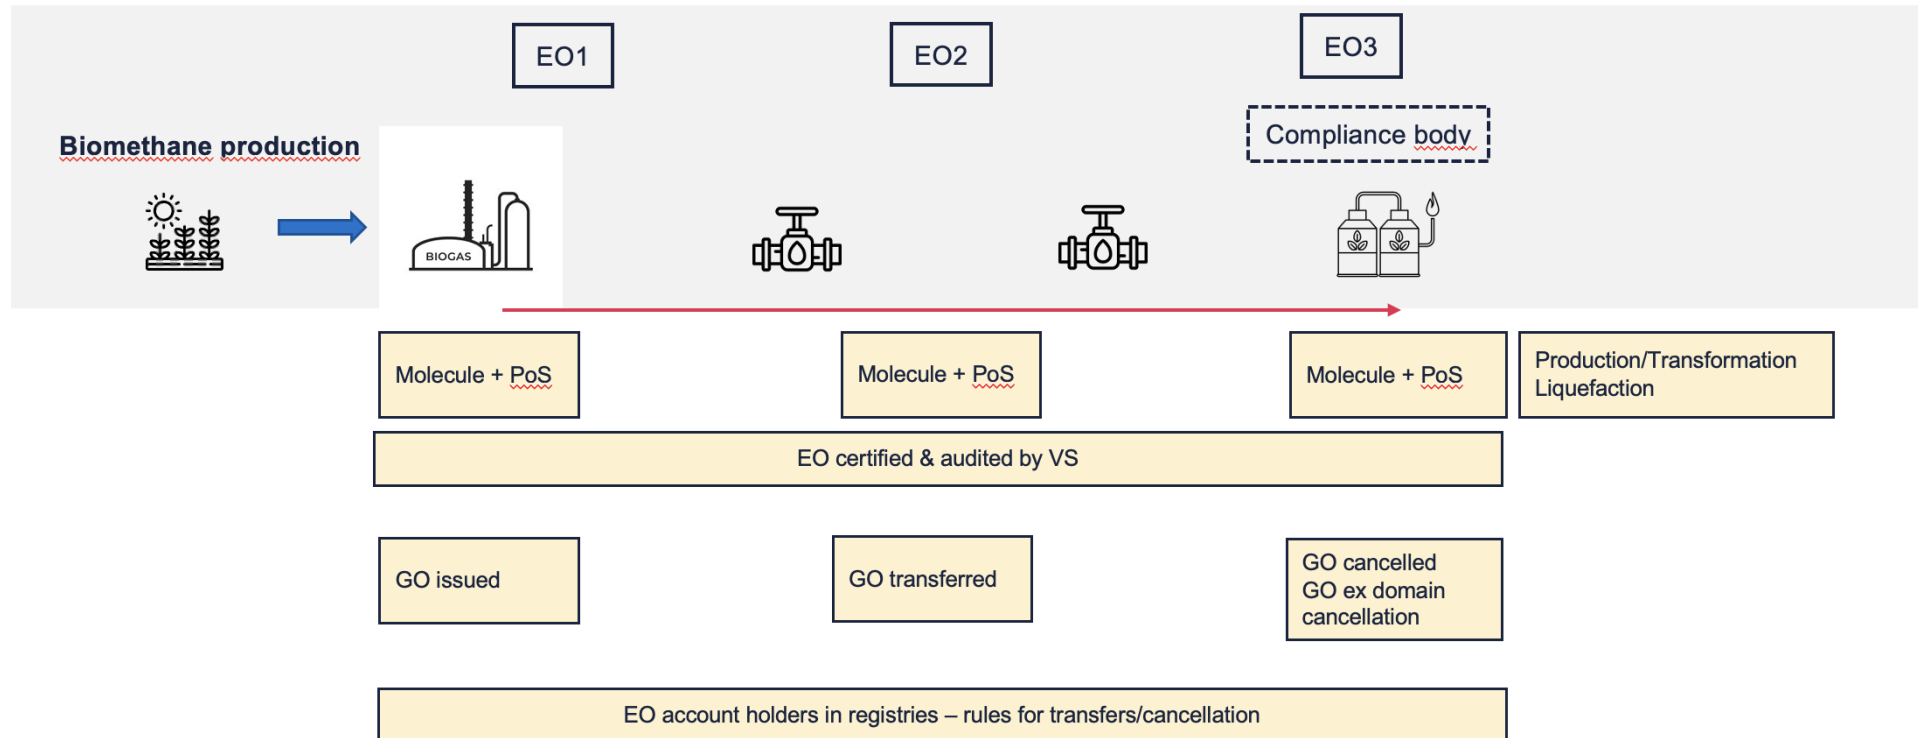 EO1
EO2
EO3
Compliance body
Biomethane production
BIOGAS
Molecule + PoS
Molecule + PoS
Molecule + PoS
Production/Transformation
Liquefaction
EO certified & audited by VS
GO issued
GO transferred
GO cancelled
GO ex domain
cancellation
EO account holders in registries – rules for transfers/cancellation